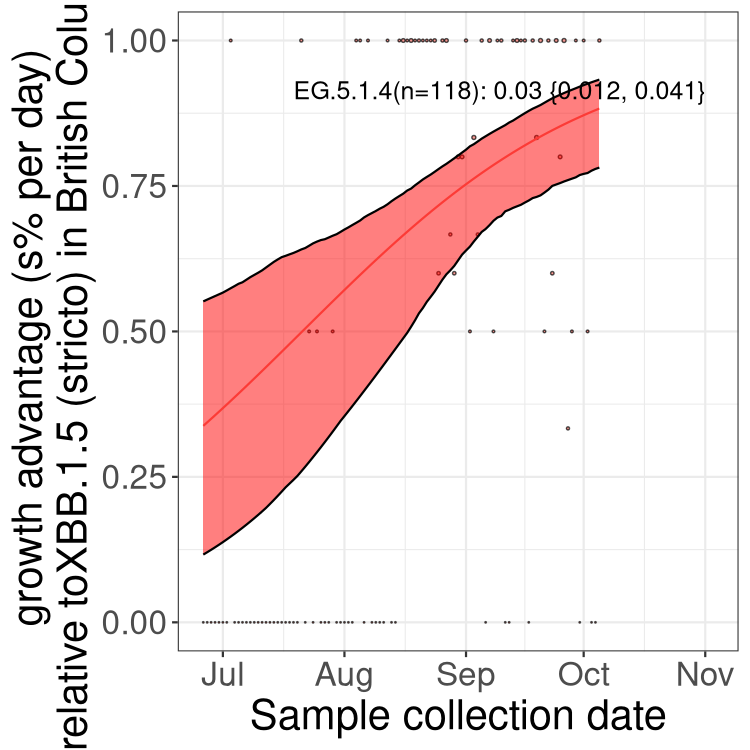 growth advantage (s% per day)
relative toXBB.1.5 (stricto) in British Colu
1.00
0.75
0.50
0.25
0.00
EG.5.1.4(n=118): 0.03 {0.012, 0.041}
Jul Aug Sep Oct Nov
Sample collection date